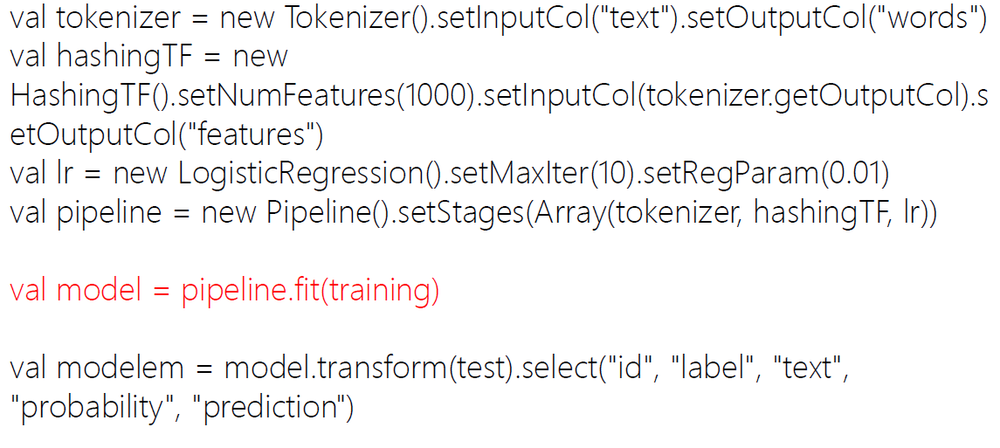 val tokenizer = new Tokenizer().setInputCol("text").setOutputCol("words")
val hashingTF = new
HashingTF().setNumFeatures(1000).setInputCol(tokenizer.getOutputCol).s
etOutputCol("features")
val lr = new LogisticRegression().setMaxIter(10).setRegParam(0.01)
val pipeline = new Pipeline().setStages(Array(tokenizer, hashingTF, lr))
val model = pipeline.fit(training)
val modelem = model.transform(test).select("id", "label", "text",
"probability", "prediction")